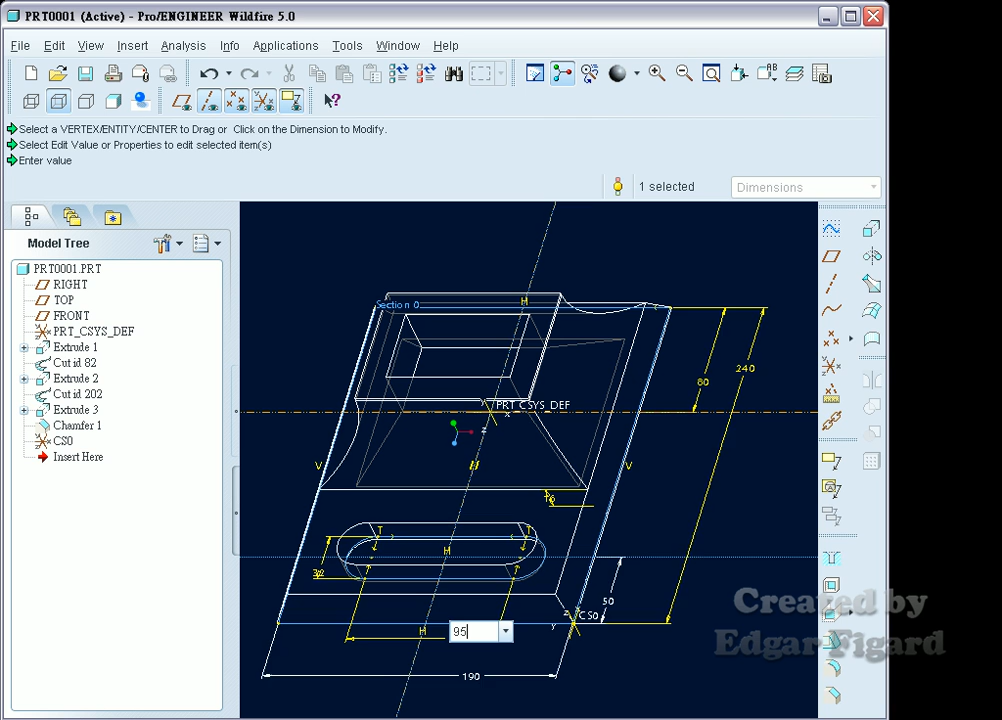 PRT0001 (Active) - Pro/ENGINEER Wildfire 5.0
File Edit View Insert Analysis Info Applications Tools Window Help
Select a VERTEX/ENTITY/CENTER to Drag or Click on the Dimension to Modify.
Select Edit Value or Properties to edit selected item(s)
Enter value
1 selected
Dimensions
Model Tree
PRT0001.PRT
RIGHT
TOP
FRONT
PRT_CSYS_DEF
Extrude 1
Cut id 82
Extrude 2
Cut id 202
Extrude 3
Chamfer 1
CS0
Insert Here
Section 0
H
240
80
PRT_CSYS_DEF
x
z
V
H
V
T
T
H
50
CS0
z
y
H
95
190
Created by
Edgar Figard